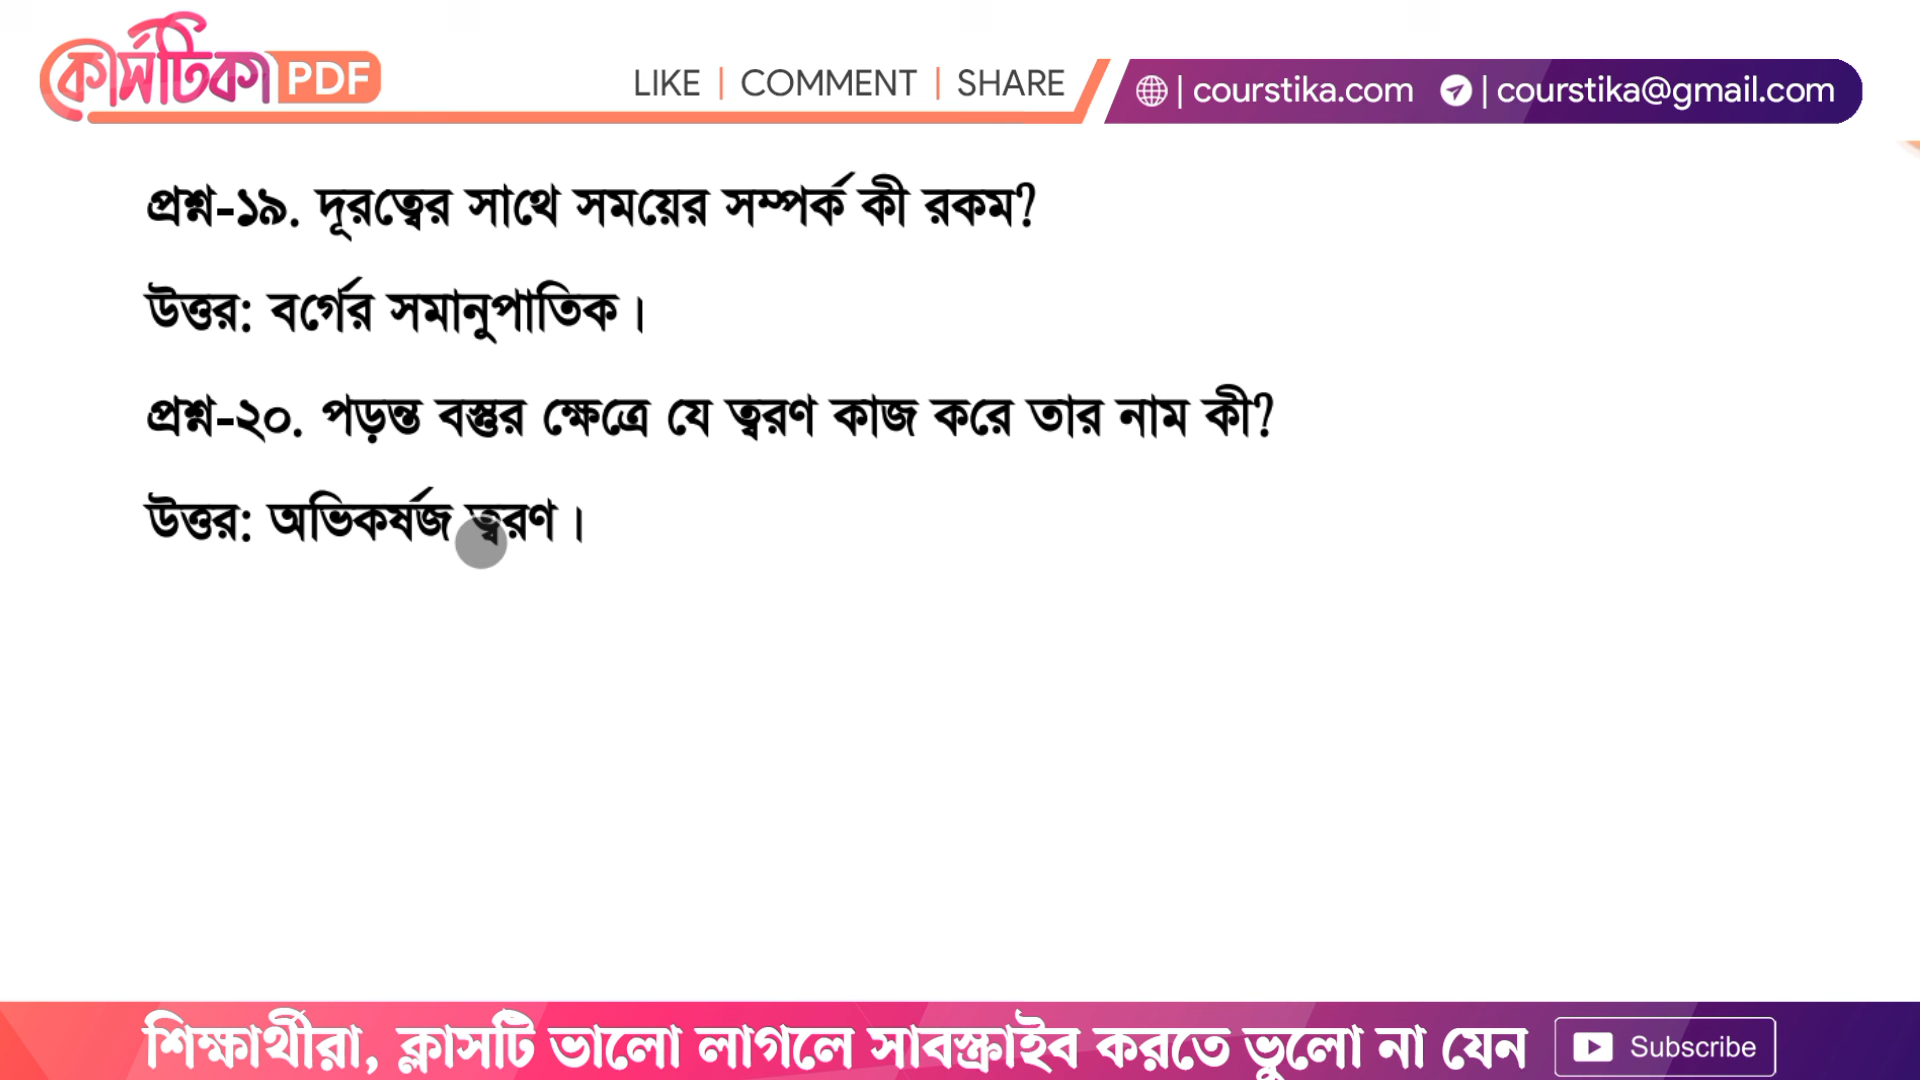 কোর্সটিকা PDF
LIKE | COMMENT | SHARE
| courstika.com | courstika@gmail.com
প্রশ্ন-১৯. দূরত্বের সাথে সময়ের সম্পর্ক কী রকম?
উত্তর: বর্গের সমানুপাতিক।
প্রশ্ন-২০. পড়ন্ত বস্তুর ক্ষেত্রে যে ত্বরণ কাজ করে তার নাম কী?
উত্তর: অভিকর্ষজ ত্বরণ।
শিক্ষার্থীরা, ক্লাসটি ভালো লাগলে সাবস্ক্রাইব করতে ভুলো না যেন Subscribe